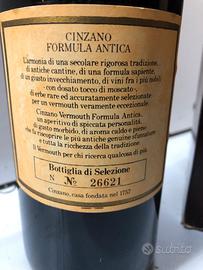 CINZANO
FORMULA ANTICA
L'armonia di una secolare rigorosa tradizione,
di antiche cantine, di una formula sapiente,
di un gusto inconfondibile, di vini fra i più nobili
- con dosato tocco di moscato -,
di erbe rare ed accuratamente selezionate:
per un vermouth veramente eccezionale.
Cinzano Vermouth Formula Antica,
un aperitivo di spiccata personalità,
di gusto morbido, di aroma caldo e pieno
che fa riscoprire le più antiche genuine sfumature
e tutta la ricchezza della tradizione.
Il Vermouth per chi ricerca qualcosa di più.
Bottiglia di Selezione
N № 26621
Cinzano, casa fondata nel 1757
subito